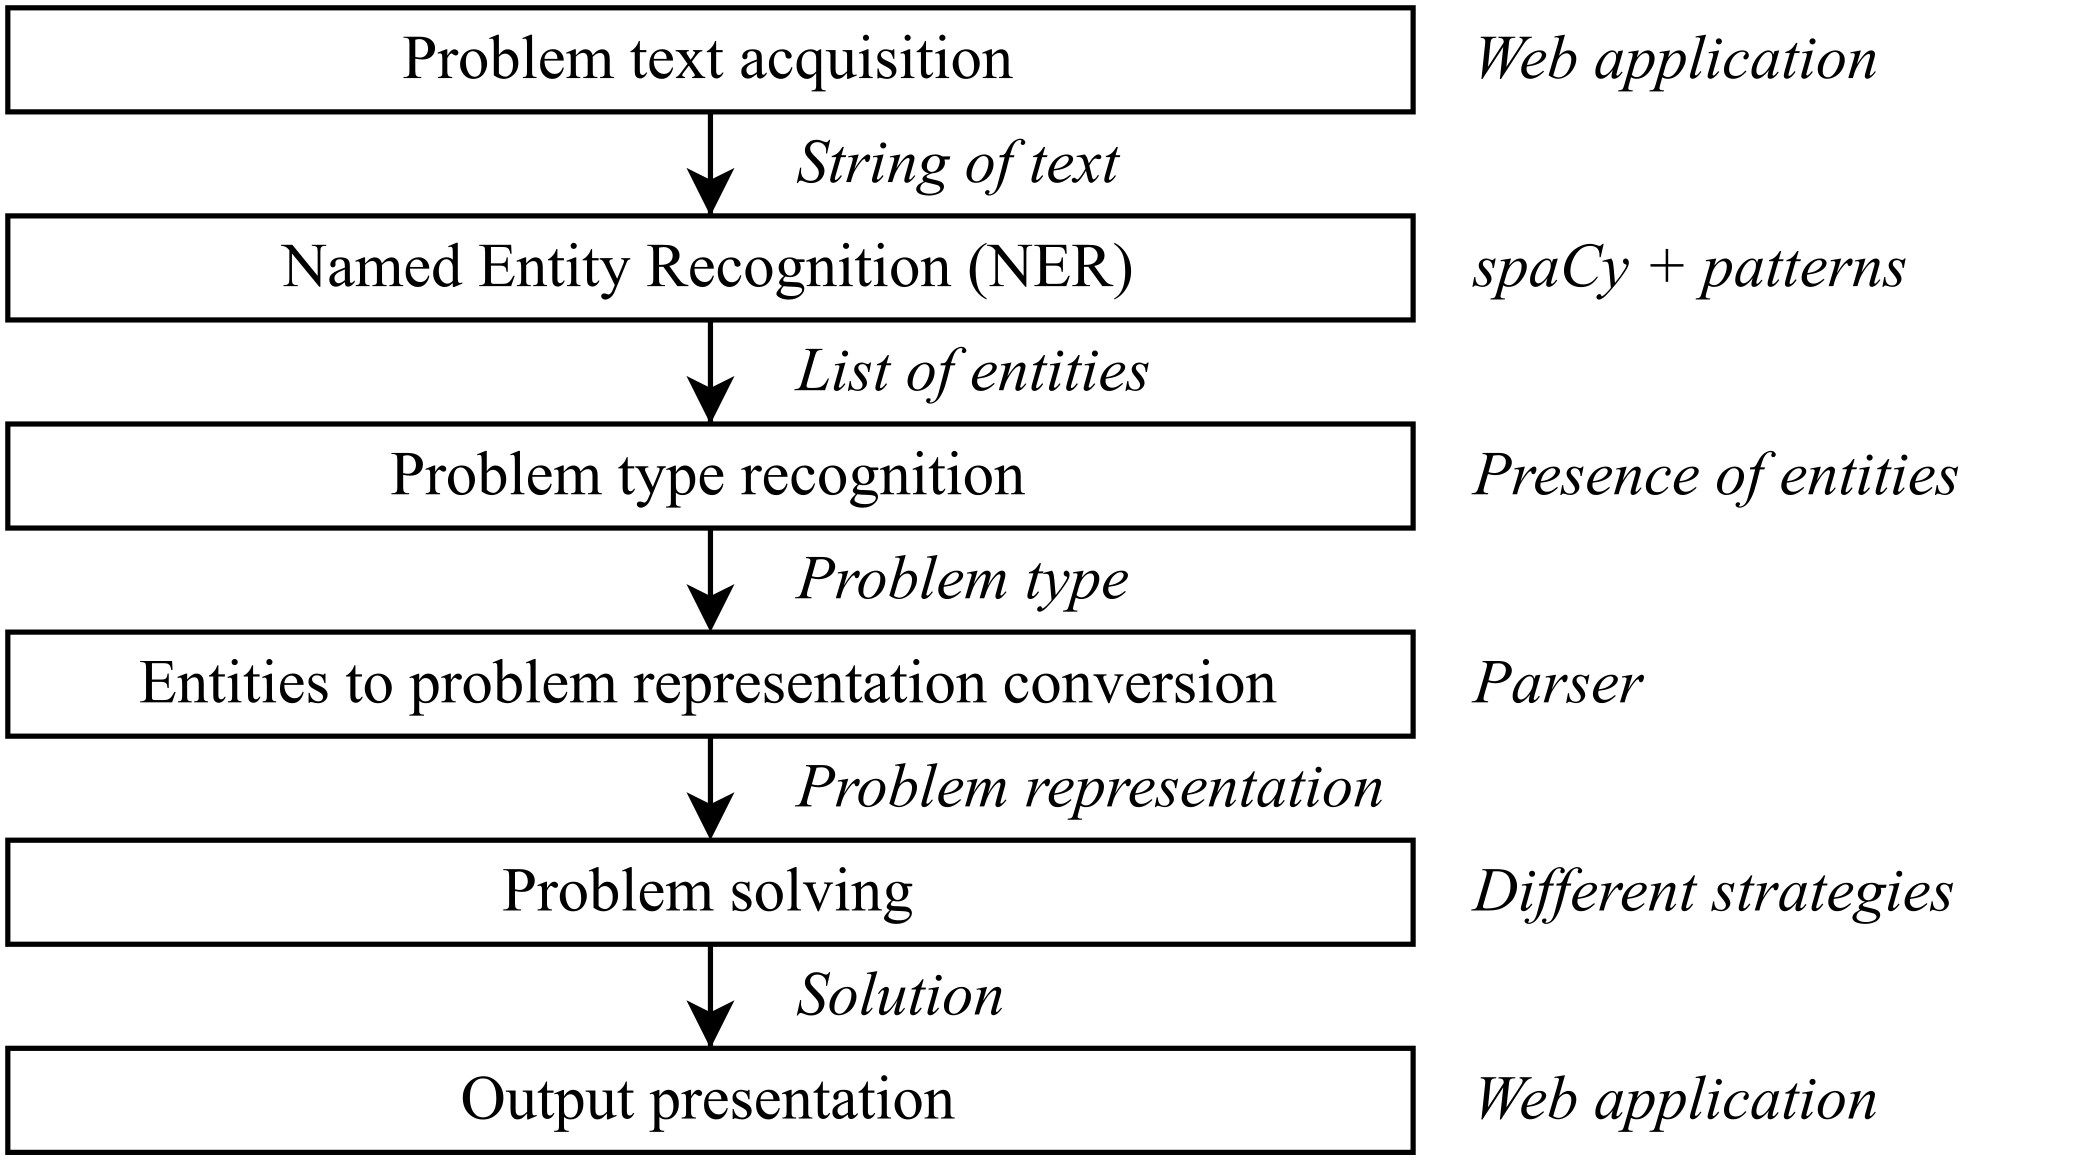 Problem text acquisition
Web application
String of text
Named Entity Recognition (NER)
spaCy + patterns
List of entities
Problem type recognition
Presence of entities
Problem type
Entities to problem representation conversion
Parser
Problem representation
Problem solving
Different strategies
Solution
Output presentation
Web application